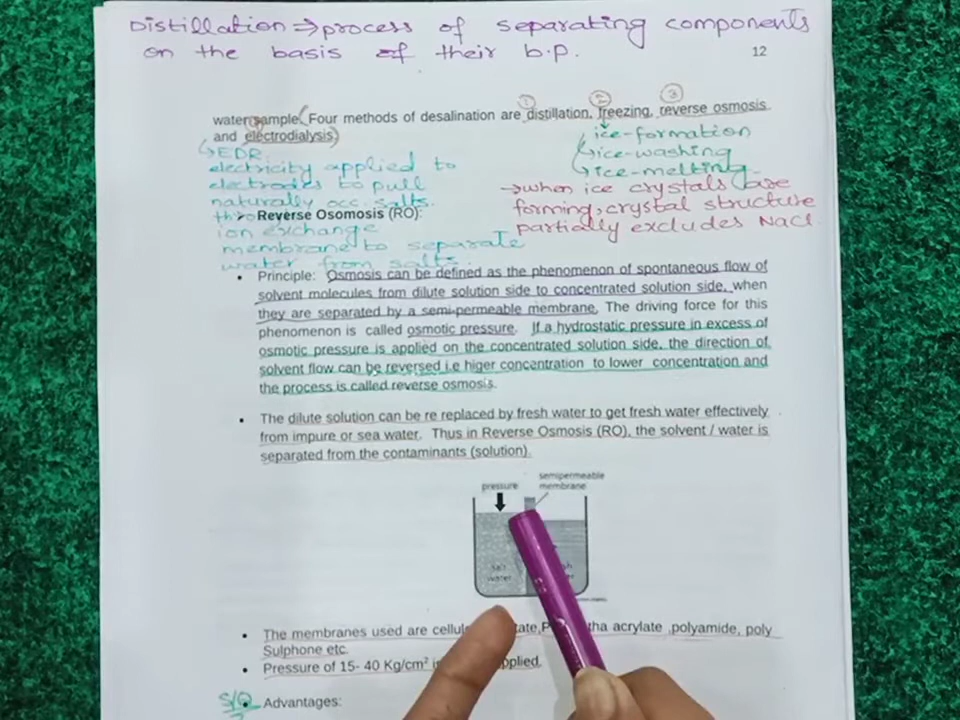 Distillation⇒process of separating components
on the basis of their b.p.
12
water sample. Four methods of desalination are distillation, freezing, reverse osmosis
① ② ③
and electrodialysis)
↳EDR.
electricity applied to
electrodes to pull
naturally occ. salts.
thro
ion exchange
membrane to separate
water from salts.
ice-formation
↳ice-washing
↳ice-melting
→when ice crystals are
forming, crystal structure
partially excludes NaCl.
Reverse Osomosis (RO):
• Principle: Osmosis can be defined as the phenomenon of spontaneous flow of
solvent molecules from dilute solution side to concentrated solution side, when
they are separated by a semi-permeable membrane. The driving force for this
phenomenon is called osmotic pressure. If a hydrostatic pressure in excess of
osmotic pressure is applied on the concentrated solution side, the direction of
solvent flow can be reversed i.e higer concentration to lower concentration and
the process is called reverse osmosis.
• The dilute solution can be re replaced by fresh water to get fresh water effectively
from impure or sea water. Thus in Reverse Osmosis (RO), the solvent / water is
separated from the contaminants (solution).
pressure
semipermeable
membrane
salt
water
• The membranes used are tha acrylate ,polyamide, poly
Sulphone etc.
• Pressure of 15- 40 Kg/cm² applied.
S/Q
• Advantages: